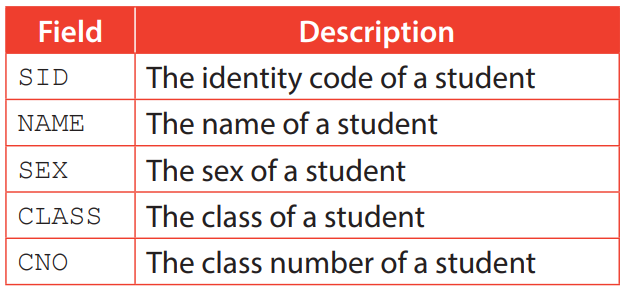 Field Description
SID The identity code of a student
NAME The name of a student
SEX The sex of a student
CLASS The class of a student
CNO The class number of a student